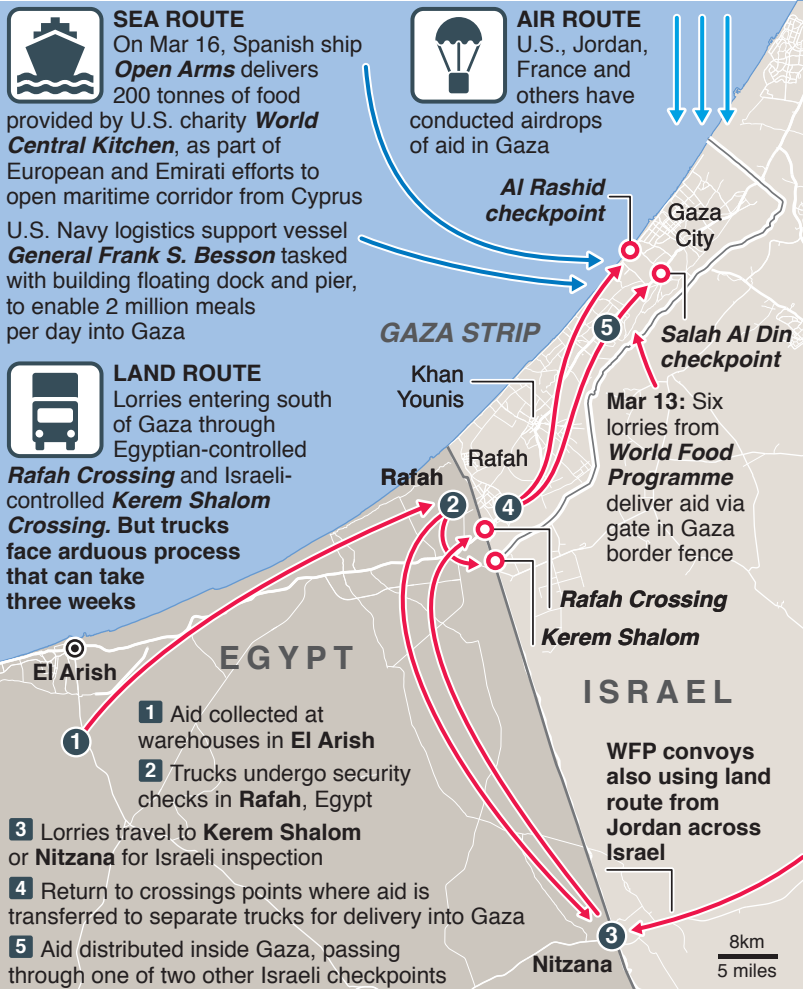 SEA ROUTE
On Mar 16, Spanish ship
Open Arms delivers
200 tonnes of food
provided by U.S. charity World
Central Kitchen, as part of
European and Emirati efforts to
open maritime corridor from Cyprus
U.S. Navy logistics support vessel
General Frank S. Besson tasked
with building floating dock and pier,
to enable 2 million meals
per day into Gaza
AIR ROUTE
U.S., Jordan,
France and
others have
conducted airdrops
of aid in Gaza
Al Rashid
checkpoint
Gaza
City
GAZA STRIP
5
Salah Al Din
checkpoint
LAND ROUTE
Lorries entering south
of Gaza through
Egyptian-controlled
Rafah Crossing and Israeli-
controlled Kerem Shalom
Crossing. But trucks
face arduous process
that can take
three weeks
Khan
Younis
Mar 13: Six
lorries from
World Food
Programme
deliver aid via
gate in Gaza
border fence
Rafah
Rafah
2
4
Rafah Crossing
Kerem Shalom
El Arish
EGYPT
ISRAEL
1
1 Aid collected at
warehouses in El Arish
2 Trucks undergo security
checks in Rafah, Egypt
3 Lorries travel to Kerem Shalom
or Nitzana for Israeli inspection
4 Return to crossings points where aid is
transferred to separate trucks for delivery into Gaza
5 Aid distributed inside Gaza, passing
through one of two other Israeli checkpoints
WFP convoys
also using land
route from
Jordan across
Israel
3
Nitzana
8km
5 miles